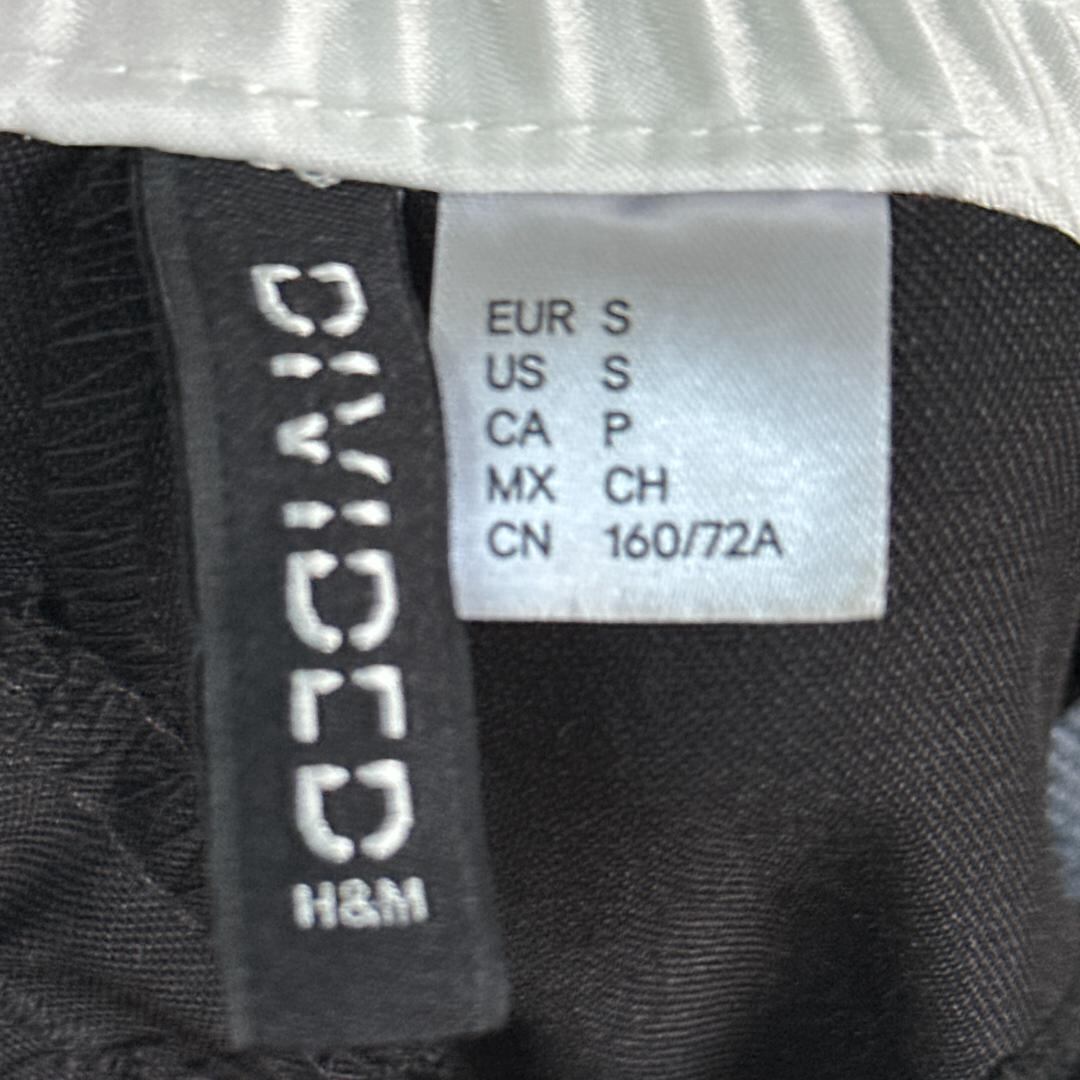 DIVIDED
H&M
EUR S
US S
CA P
MX CH
CN 160/72A